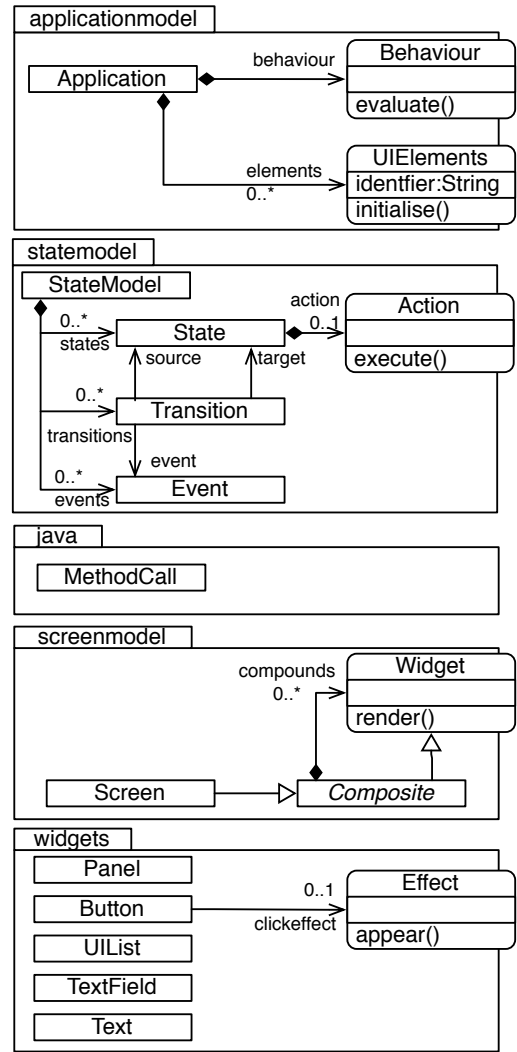 applicationmodel
Behaviour
behaviour
Application
evaluate()
UIElements
elements
identfier:String
0..*
initialise()
statemodel
StateModel
action
Action
0..*
State
0..1
states
source
target
execute()
0..*
Transition
transitions
event
0..*
Event
events
java
MethodCall
screenmodel
compounds
Widget
0..*
render()
Screen
Composite
widgets
Panel
Effect
0..1
Button
clickeffect
appear()
UIList
TextField
Text